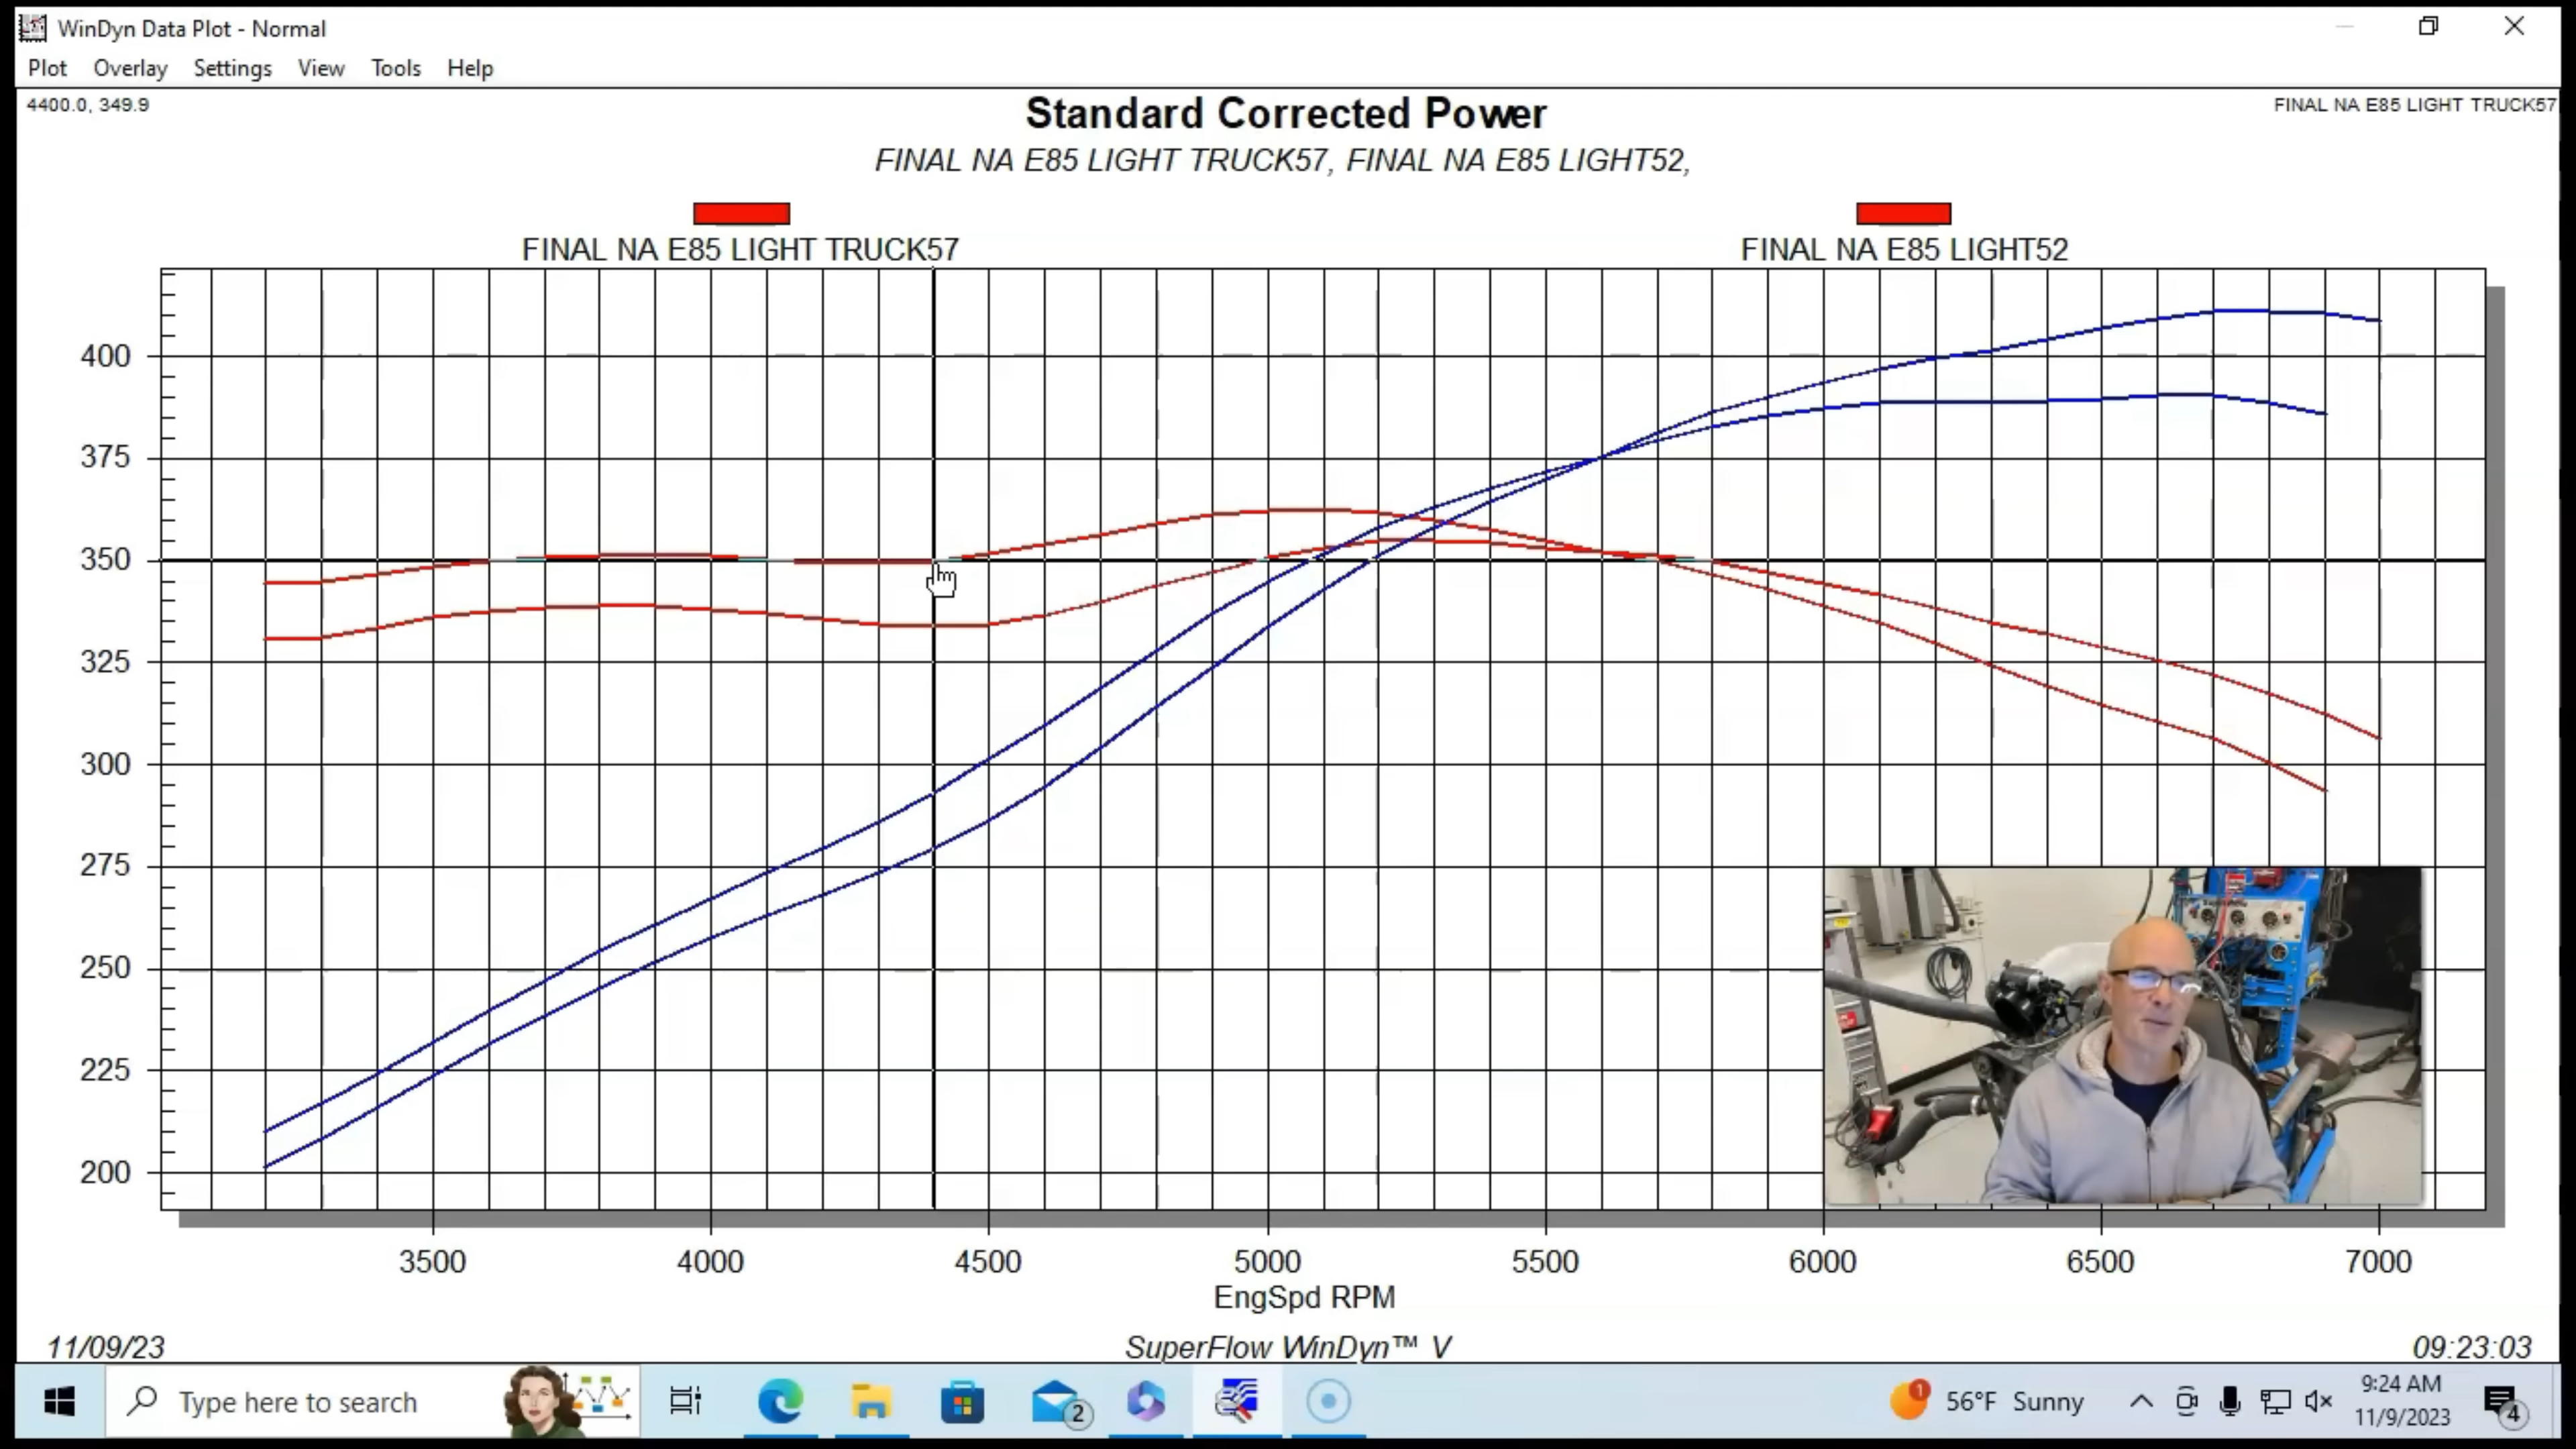 WinDyn Data Plot - Normal
Plot Overlay Settings View Tools Help
4400.0, 349.9
Standard Corrected Power
FINAL NA E85 LIGHT TRUCK57
FINAL NA E85 LIGHT TRUCK57, FINAL NA E85 LIGHT52,
FINAL NA E85 LIGHT TRUCK57
FINAL NA E85 LIGHT52
400
375
350
325
300
275
250
225
200
3500 4000 4500 5000 5500 6000 6500 7000
EngSpd RPM
11/09/23
SuperFlow WinDyn™ V
09:23:03
Type here to search
2
1
56°F Sunny
9:24 AM
11/9/2023
4